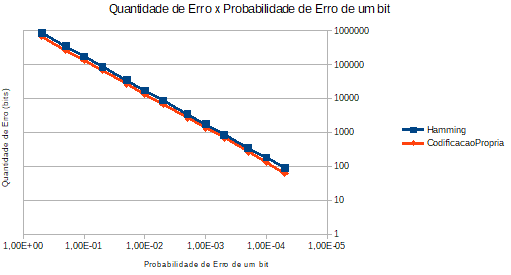 Quantidade de Erro x Probabilidade de Erro de um bit
1000000
100000
10000
1000
100
10
1
Quantidade de Erro (bits)
Hamming
CodificacaoPropria
1,00E+00 1,00E-01 1,00E-02 1,00E-03 1,00E-04 1,00E-05
Probabilidade de Erro de um bit